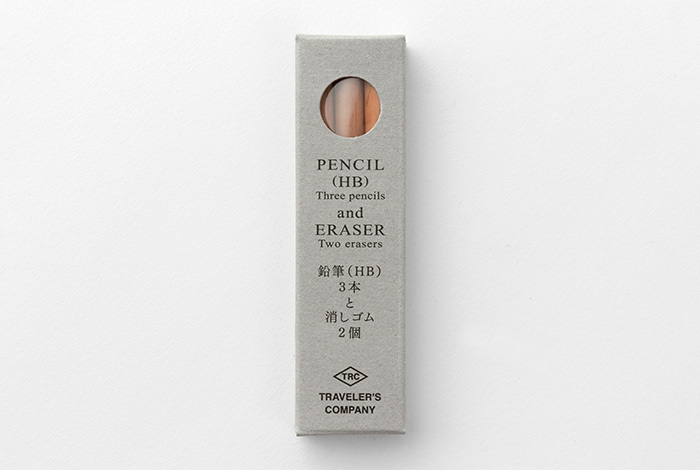 PENCIL
(HB)
Three pencils
and
ERASER
Two erasers
鉛筆(HB)
3本
と
消しゴム
2個
TRC
TRAVELER'S
COMPANY